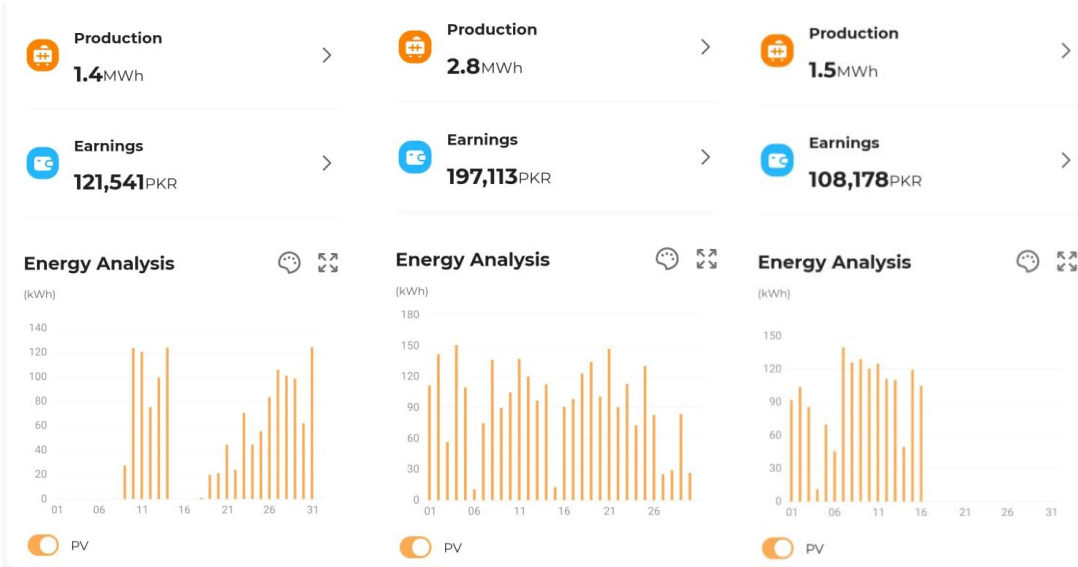 Production
1.4MWh
Earnings
121,541PKR
Energy Analysis
(kWh)
140
120
100
80
60
40
20
0
01 06 11 16 21 26 31
PV
Production
2.8MWh
Earnings
197,113PKR
Energy Analysis
(kWh)
180
150
120
90
60
30
0
01 06 11 16 21 26
PV
Production
1.5MWh
Earnings
108,178PKR
Energy Analysis
(kWh)
150
120
90
60
30
0
01 06 11 16 21 26 31
PV